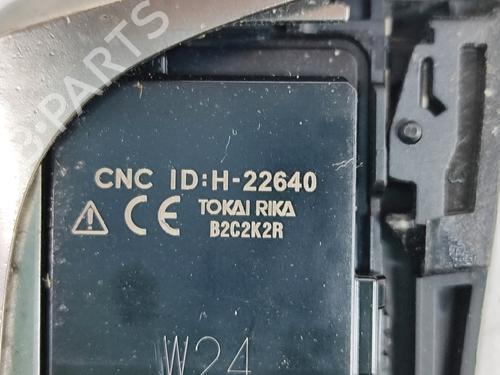 B-PARTS
CNC ID:H-22640
CE TOKAI RIKA
B2C2K2R
W24